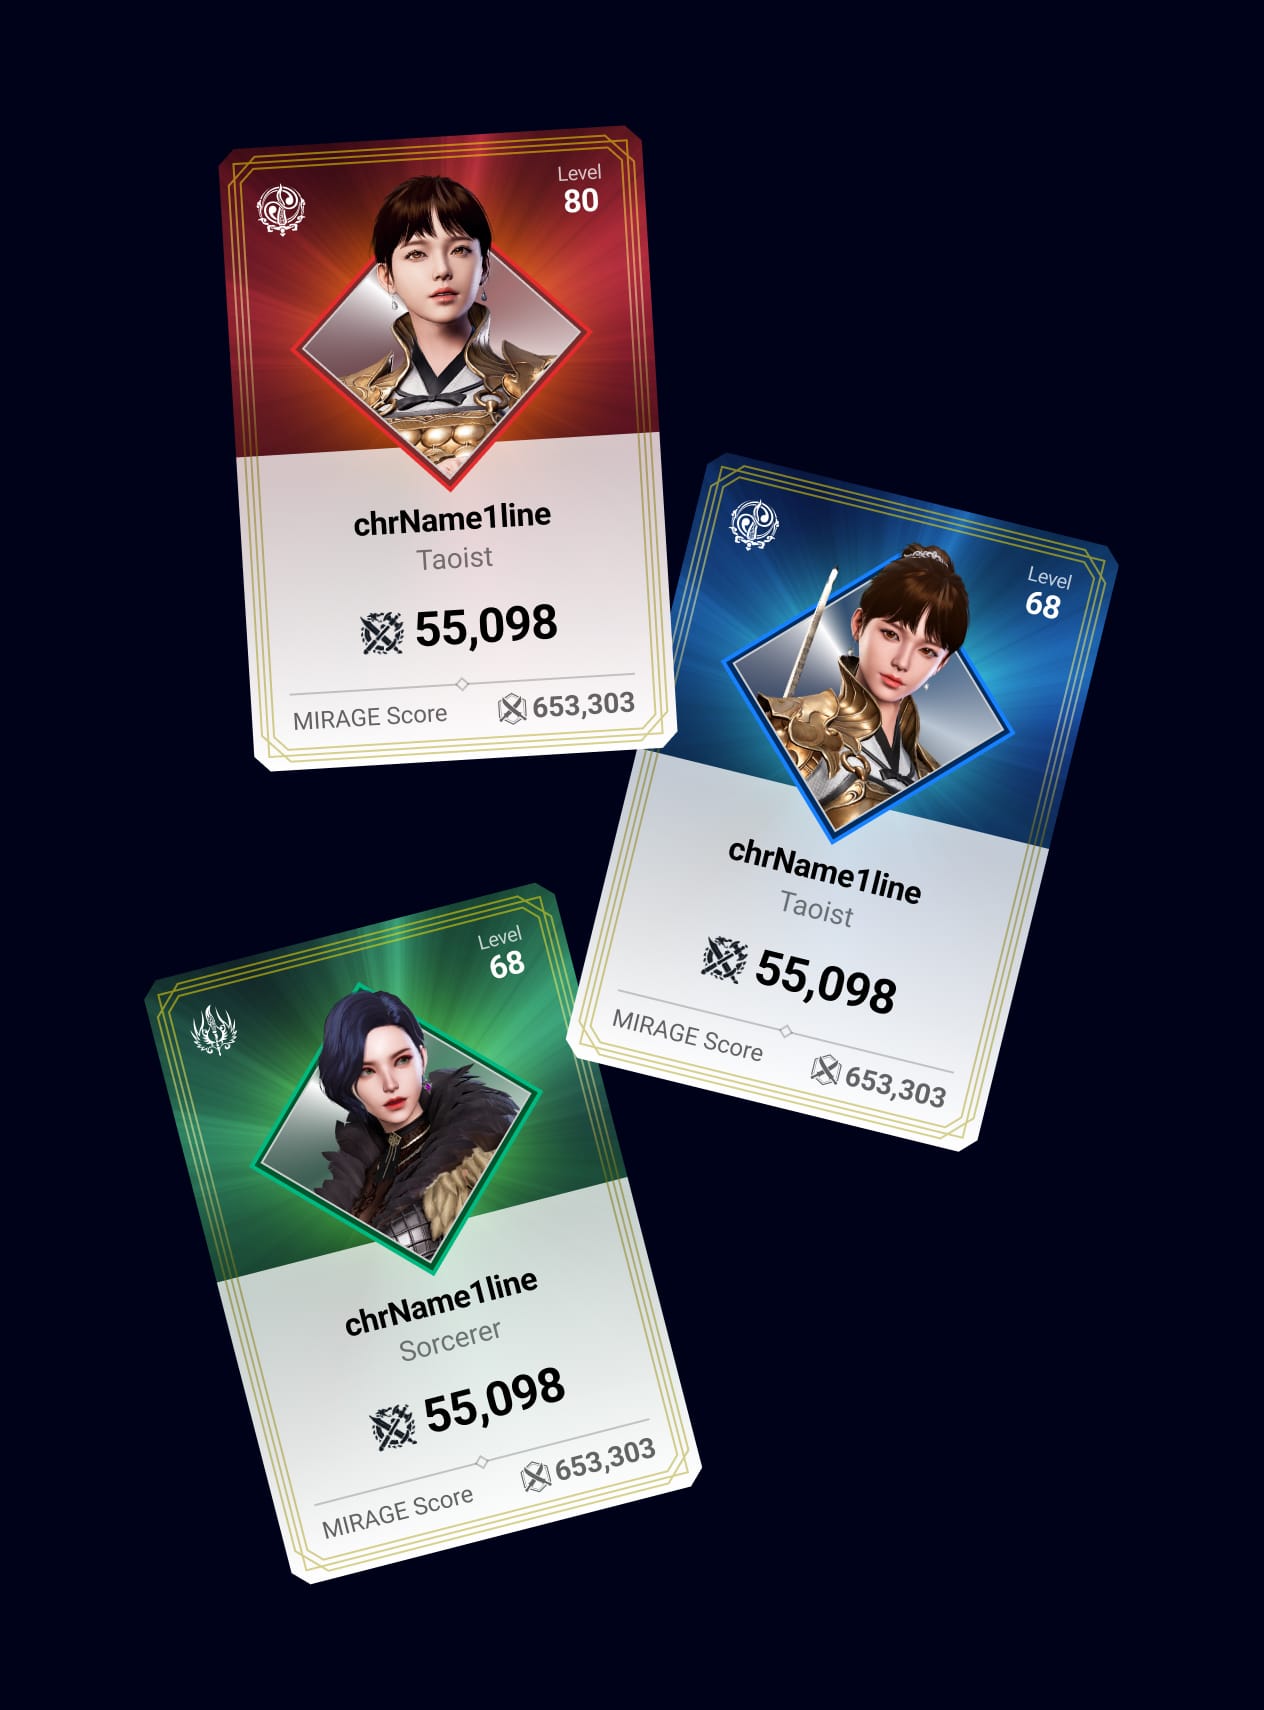 Level
80
chrName1line
Taoist
55,098
MIRAGE Score
653,303
Level
68
chrName1line
Taoist
55,098
MIRAGE Score
653,303
Level
68
chrName1line
Sorcerer
55,098
MIRAGE Score
653,303